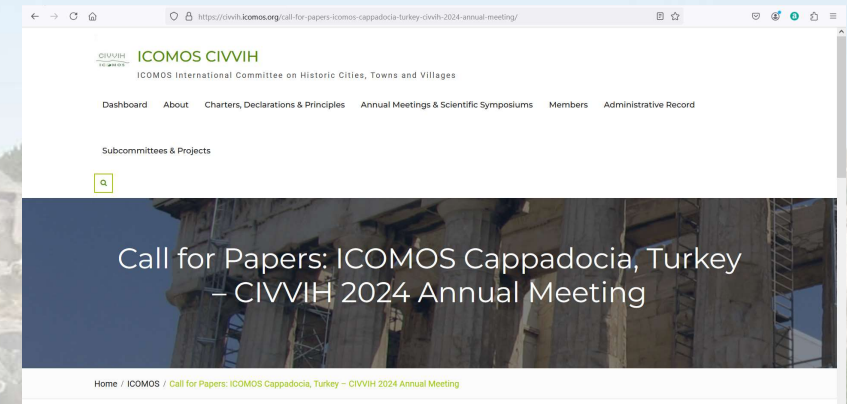 https://civvih.icomos.org/call-for-papers-icomos-cappadocia-turkey-civvih-2024-annual-meeting/
CIVVIH
ICOMOS
ICOMOS CIVVIH
ICOMOS International Committee on Historic Cities, Towns and Villages
Dashboard About Charters, Declarations & Principles Annual Meetings & Scientific Symposiums Members Administrative Record
Subcommittees & Projects
Call for Papers: ICOMOS Cappadocia, Turkey
– CIVVIH 2024 Annual Meeting
Home / ICOMOS / Call for Papers: ICOMOS Cappadocia, Turkey – CIVVIH 2024 Annual Meeting